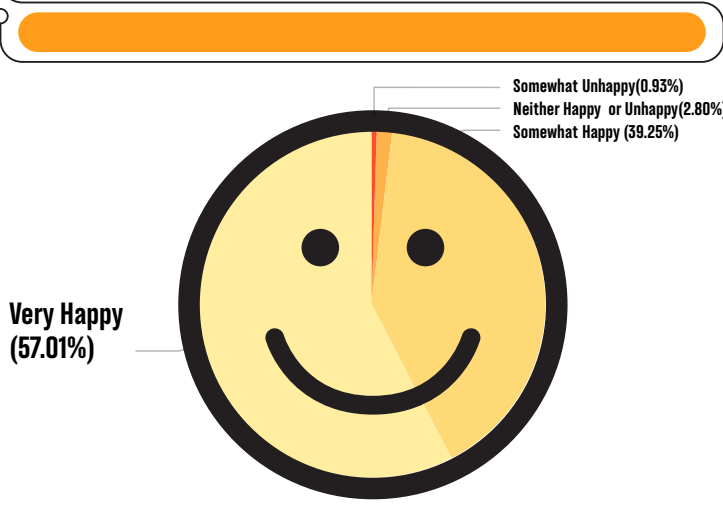 Somewhat Unhappy(0.93%)
Neither Happy or Unhappy(2.80%)
Somewhat Happy (39.25%)
Very Happy
(57.01%)